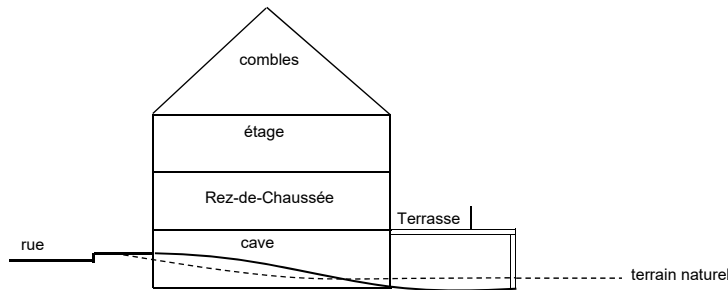 combles
étage
Rez-de-Chaussée
Terrasse
rue
cave
terrain naturel